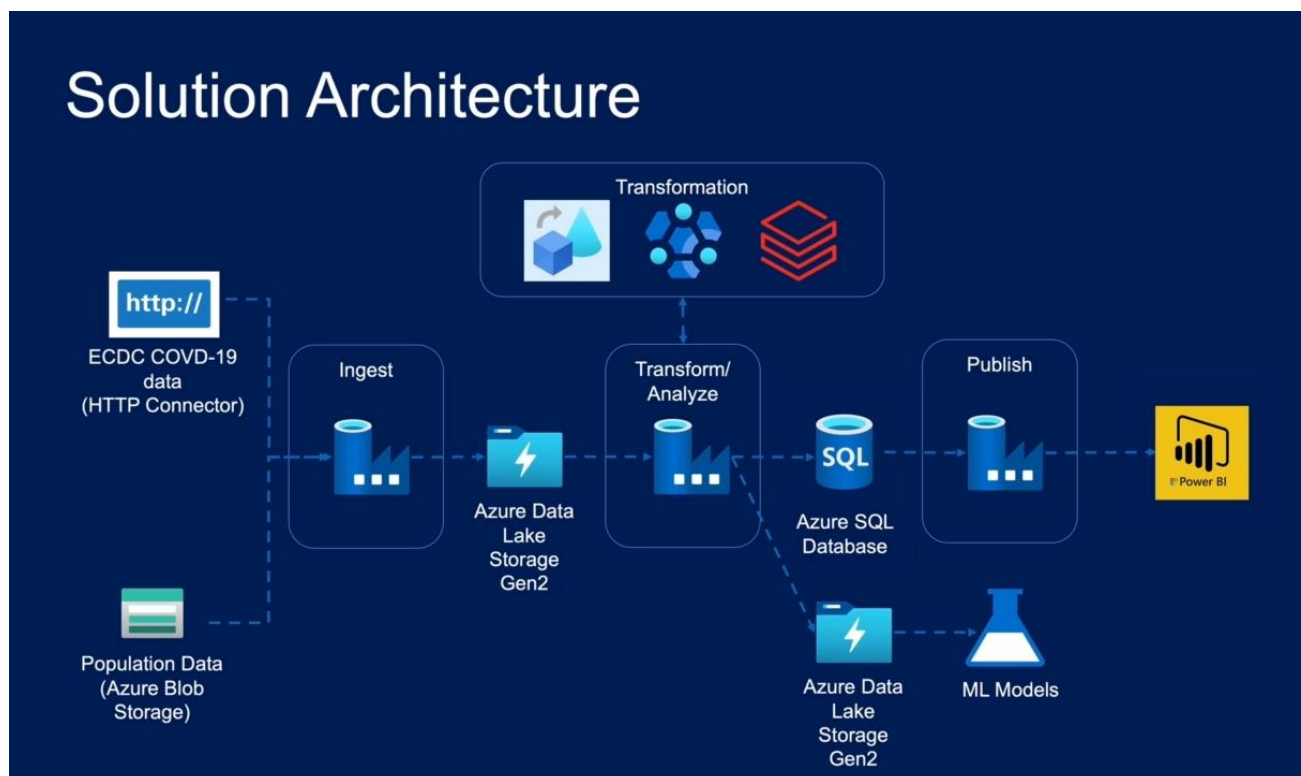 Solution Architecture
Transformation
http://
ECDC COVD-19
data
(HTTP Connector)
Ingest
Transform/
Analyze
Publish
SQL
Power BI
Azure Data
Lake
Storage
Gen2
Azure SQL
Database
Population Data
(Azure Blob
Storage)
Azure Data
Lake
Storage
Gen2
ML Models